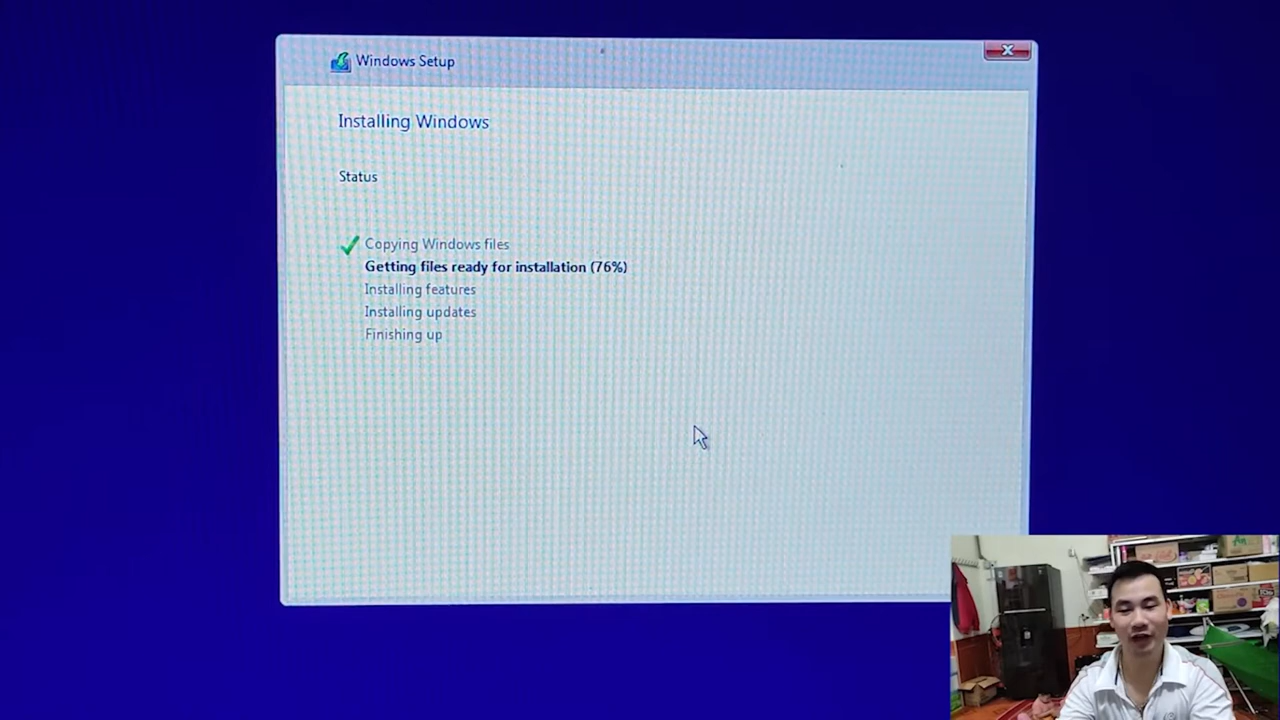 Windows Setup
Installing Windows
Status
Copying Windows files
Getting files ready for installation (76%)
Installing features
Installing updates
Finishing up